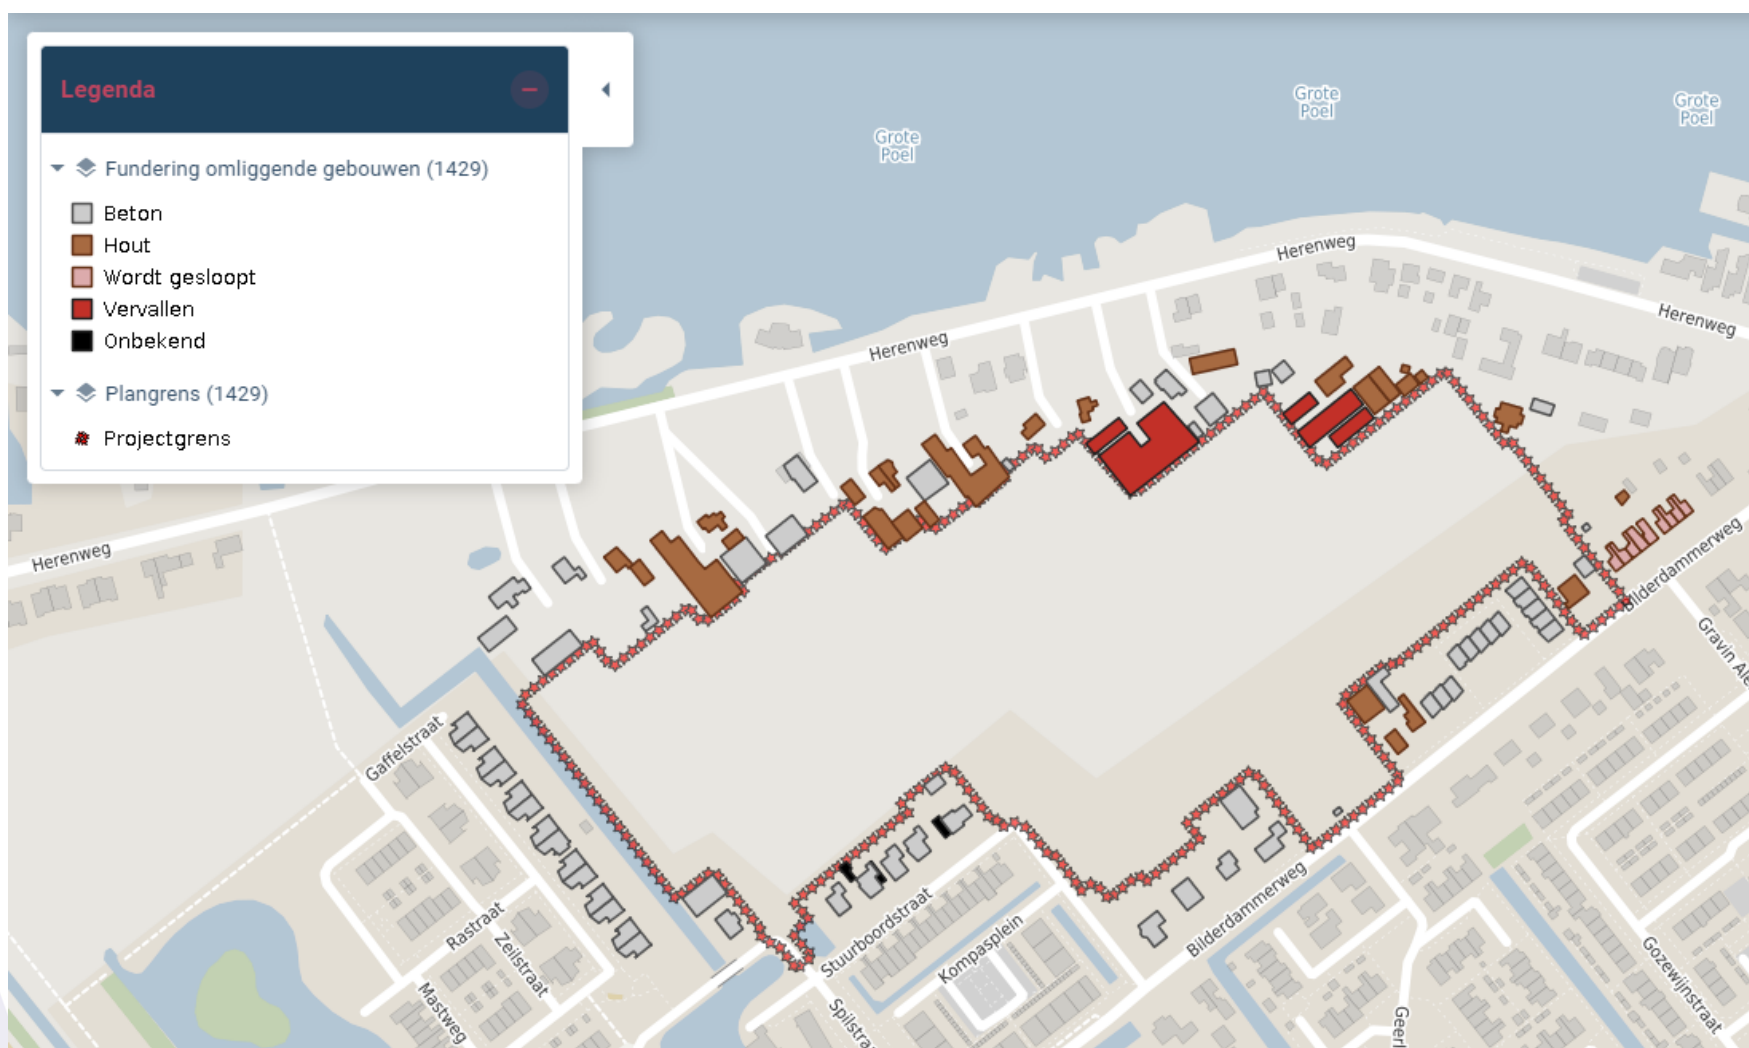 Legenda
Fundering omliggende gebouwen (1429)
Beton
Hout
Wordt gesloopt
Vervallen
Onbekend
Plangrens (1429)
Projectgrens
Grote
Poel
Grote
Poel
Grote
Poel
Herenweg
Herenweg
Herenweg
Herenweg
Bilderdammerweg
Gravin Ale
Gaffelstraat
Rastraat
Zeilstraat
Mastweg
Stuurboordstraat
Kompasplein
Spilstra
Bilderdammerweg
Geerl
Gozewijnstraat